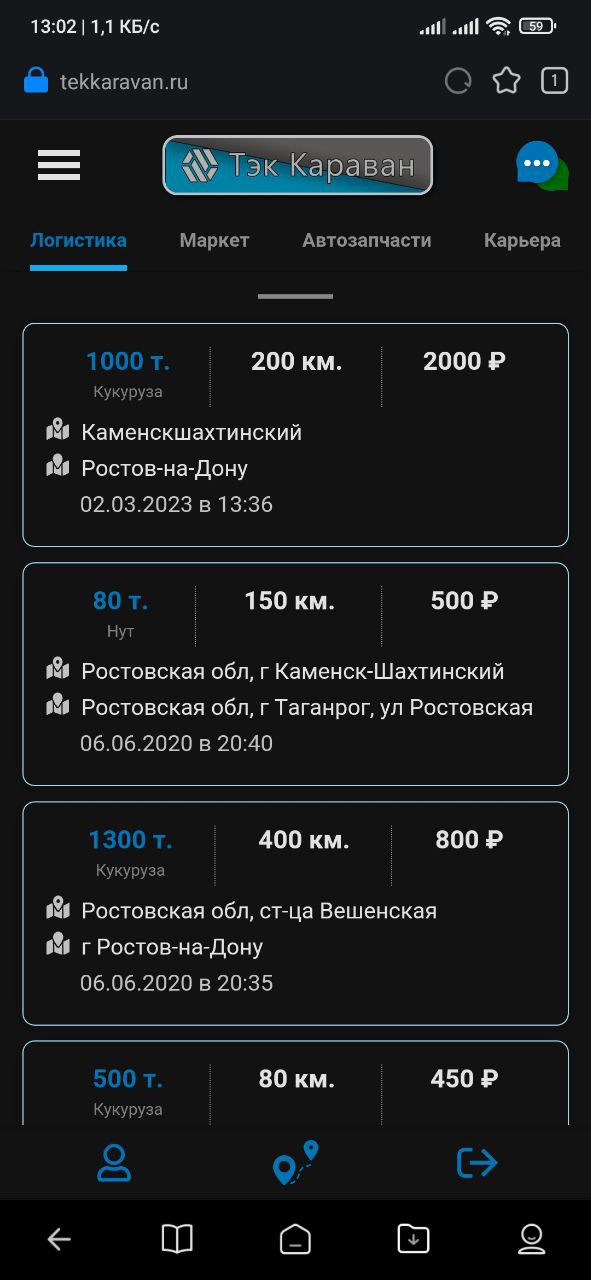 13:02 | 1,1 КБ/с
59
tekkaravan.ru
1
Тэк Караван
Логистика Маркет Автозапчасти Карьера
1000 т. 200 км. 2000 ₽
Кукуруза
Каменскшахтинский
Ростов-на-Дону
02.03.2023 в 13:36
80 т. 150 км. 500 ₽
Нут
Ростовская обл, г Каменск-Шахтинский
Ростовская обл, г Таганрог, ул Ростовская
06.06.2020 в 20:40
1300 т. 400 км. 800 ₽
Кукуруза
Ростовская обл, ст-ца Вешенская
г Ростов-на-Дону
06.06.2020 в 20:35
500 т. 80 км. 450 ₽
Кукуруза